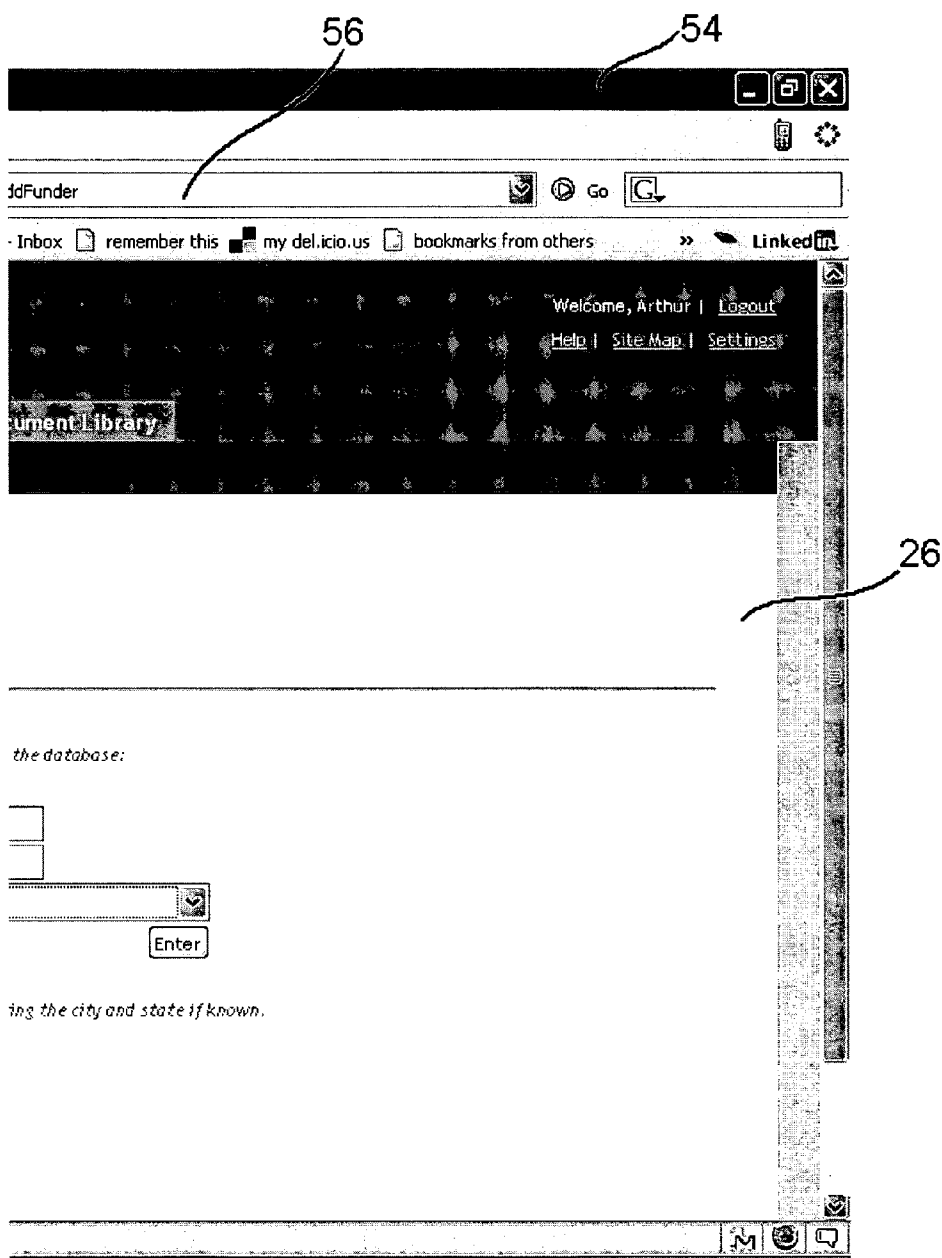 56
54
ddFunder
Go
G
- Inbox remember this my del.icio.us bookmarks from others » Linked in
Welcome, Arthur | Logout
Help | Site Map | Settings
cument Library
26
the database:
Enter
ing the city and state if known.